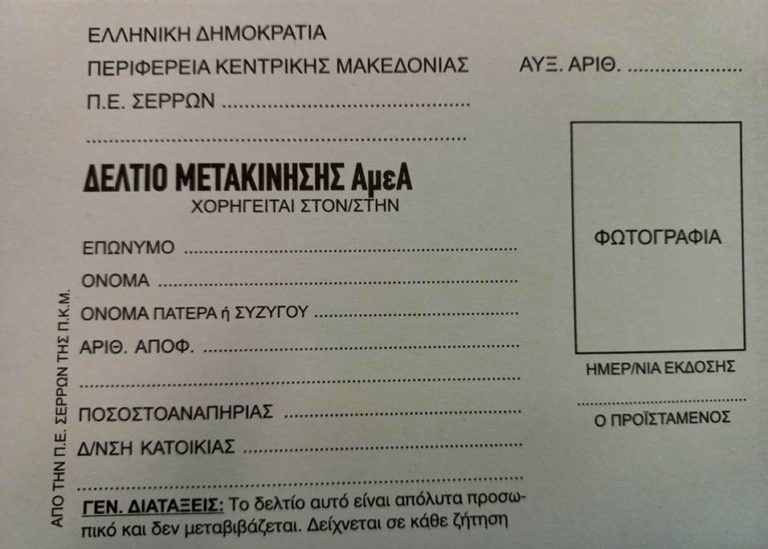 ΕΛΛΗΝΙΚΗ ΔΗΜΟΚΡΑΤΙΑ
ΠΕΡΙΦΕΡΕΙΑ ΚΕΝΤΡΙΚΗΣ ΜΑΚΕΔΟΝΙΑΣ
ΑΥΞ. ΑΡΙΘ. ....................
Π.Ε. ΣΕΡΡΩΝ ..........................................
................................................................
ΔΕΛΤΙΟ ΜΕΤΑΚΙΝΗΣΗΣ ΑμεΑ
ΧΟΡΗΓΕΙΤΑΙ ΣΤΟΝ/ΣΤΗΝ
ΦΩΤΟΓΡΑΦΙΑ
ΕΠΩΝΥΜΟ ..........................................................
ΟΝΟΜΑ ..............................................................
ΟΝΟΜΑ ΠΑΤΕΡΑ ή ΣΥΖΥΓΟΥ ...................................
ΑΡΙΘ. ΑΠΟΦ. .......................................................
...........................................................................
ΠΟΣΟΣΤΟΑΝΑΠΗΡΙΑΣ .........................................
Δ/ΝΣΗ ΚΑΤΟΙΚΙΑΣ ................................................
...........................................................................
ΗΜΕΡ/ΝΙΑ ΕΚΔΟΣΗΣ
..............................
Ο ΠΡΟΪΣΤΑΜΕΝΟΣ
ΓΕΝ. ΔΙΑΤΑΞΕΙΣ: Το δελτίο αυτό είναι απόλυτα προσω-
πικό και δεν μεταβιβάζεται. Δείχνεται σε κάθε ζήτηση
ΑΠΟ ΤΗΝ Π.Ε. ΣΕΡΡΩΝ ΤΗΣ Π.Κ.Μ.